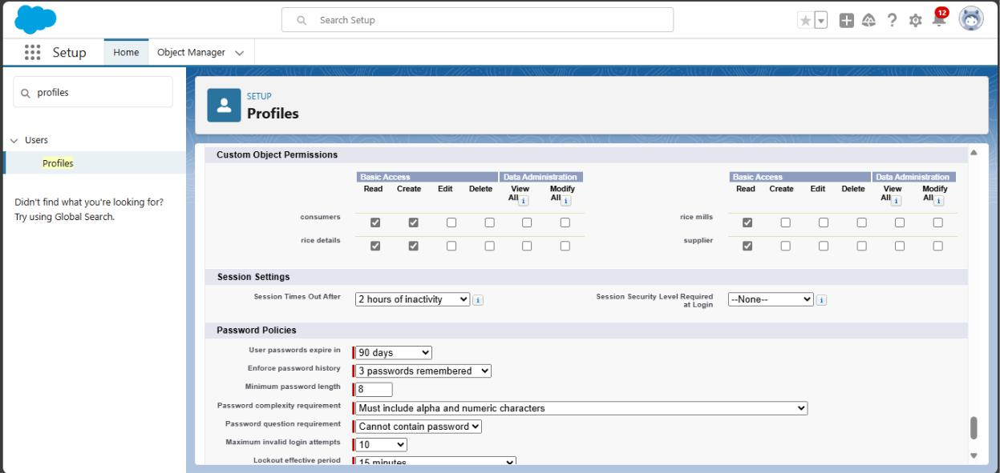 Search Setup
12
Setup
Home
Object Manager
profiles
Users
Profiles
Didn't find what you're looking for?
Try using Global Search.
SETUP
Profiles
Custom Object Permissions
Basic Access Data Administration Basic Access Data Administration
Read Create Edit Delete View All i Modify All i Read Create Edit Delete View All i Modify All i
consumers rice mills
rice details supplier
Session Settings
Session Times Out After 2 hours of inactivity i Session Security Level Required at Login --None-- i
Password Policies
User passwords expire in 90 days
Enforce password history 3 passwords remembered
Minimum password length 8
Password complexity requirement Must include alpha and numeric characters
Password question requirement Cannot contain password
Maximum invalid login attempts 10
Lockout effective period 15 minutes